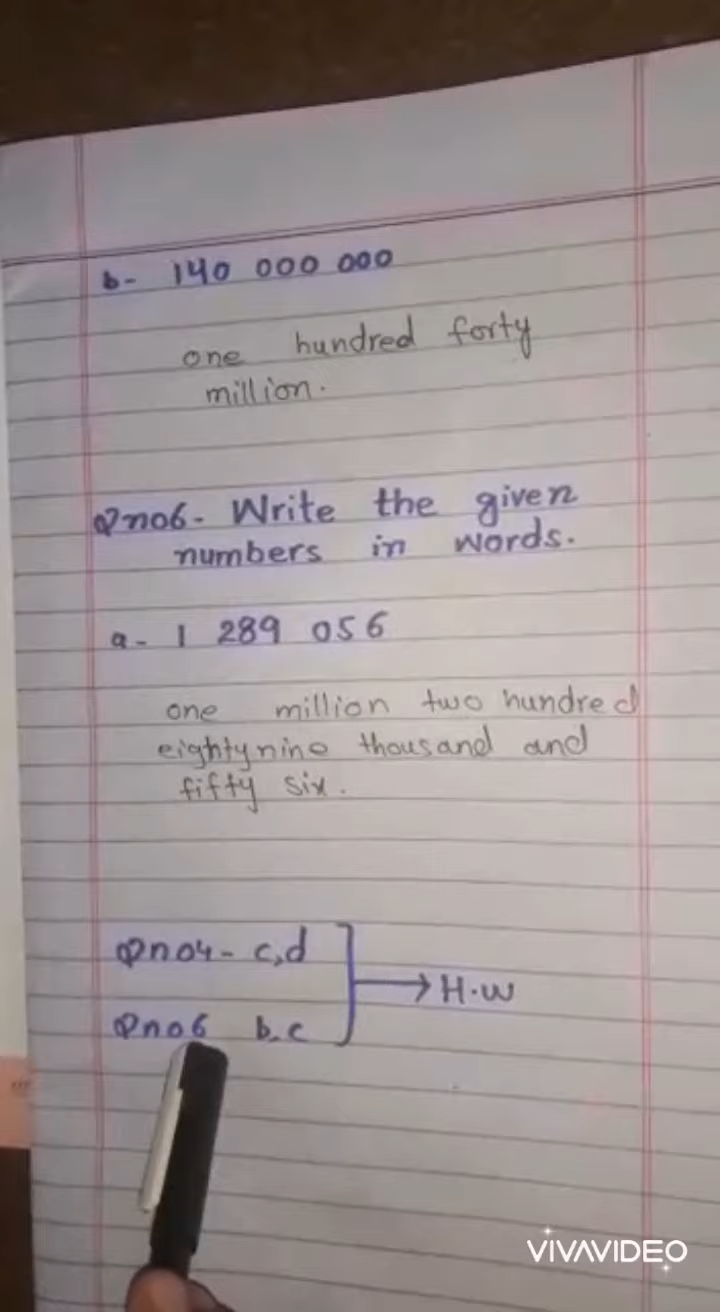 b- 140 000 000
one hundred forty
million.
Qno6- Write the given
numbers in words.
a- 1 289 056
one million two hundred
eightynine thousand and
fifty six.
Qno4- c,d
→ H.W
Qno6 b,c
VIVAVIDEO